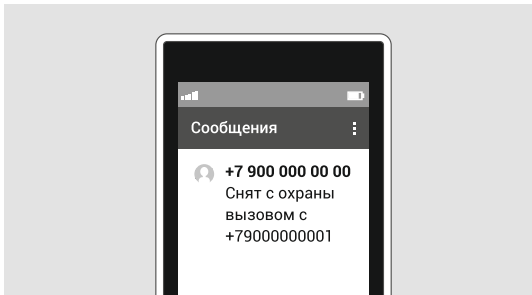 Сообщения
+7 900 000 00 00
Снят с охраны
вызовом с
+79000000001